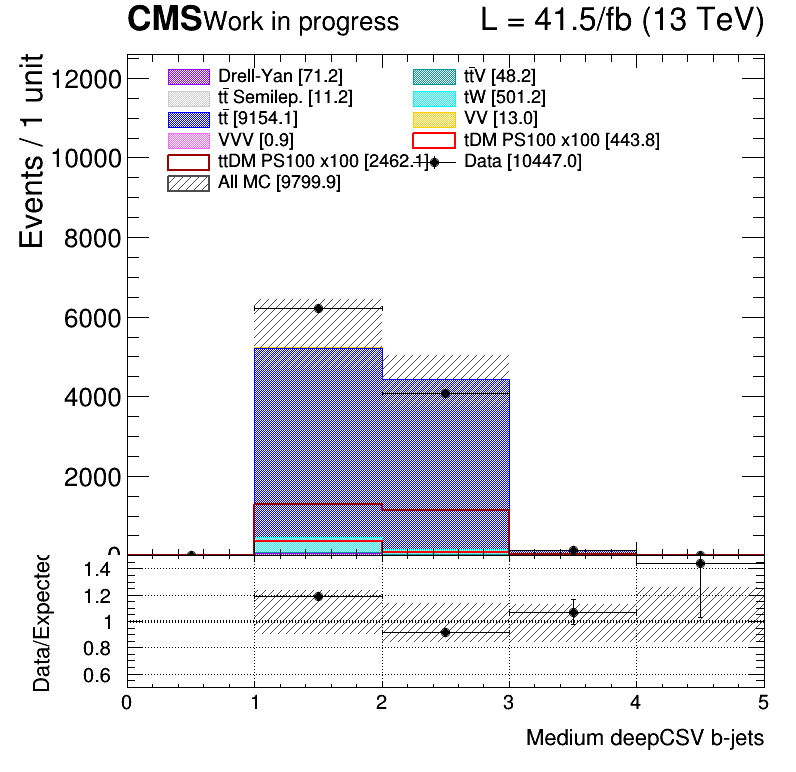 CMS Work in progress L = 41.5/fb (13 TeV)
Events / 1 unit
12000
10000
8000
6000
4000
2000
0
Drell-Yan [71.2] tt̄V [48.2]
tt̄ Semilep. [11.2] tW [501.2]
tt̄ [9154.1] VV [13.0]
VVV [0.9] tDM PS100 x100 [443.8]
ttDM PS100 x100 [2462.1] Data [10447.0]
All MC [9799.9]
Data/Expected
1.4
1.2
1
0.8
0.6
0 1 2 3 4 5
Medium deepCSV b-jets